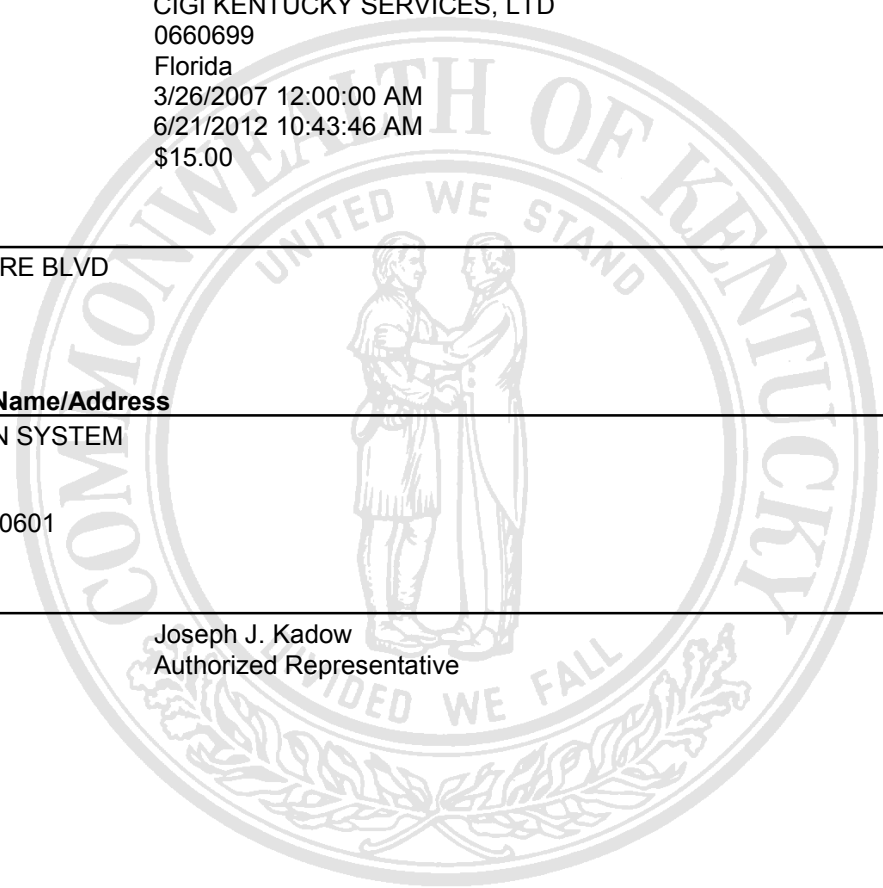 CIGI KENTUCKY SERVICES, LTD
0660699
Florida
3/26/2007 12:00:00 AM
6/21/2012 10:43:46 AM
$15.00
COMMONWEALTH OF KENTUCKY
UNITED WE STAND
RE BLVD
Name/Address
N SYSTEM
0601
Joseph J. Kadow
Authorized Representative
DIVIDED WE FALL